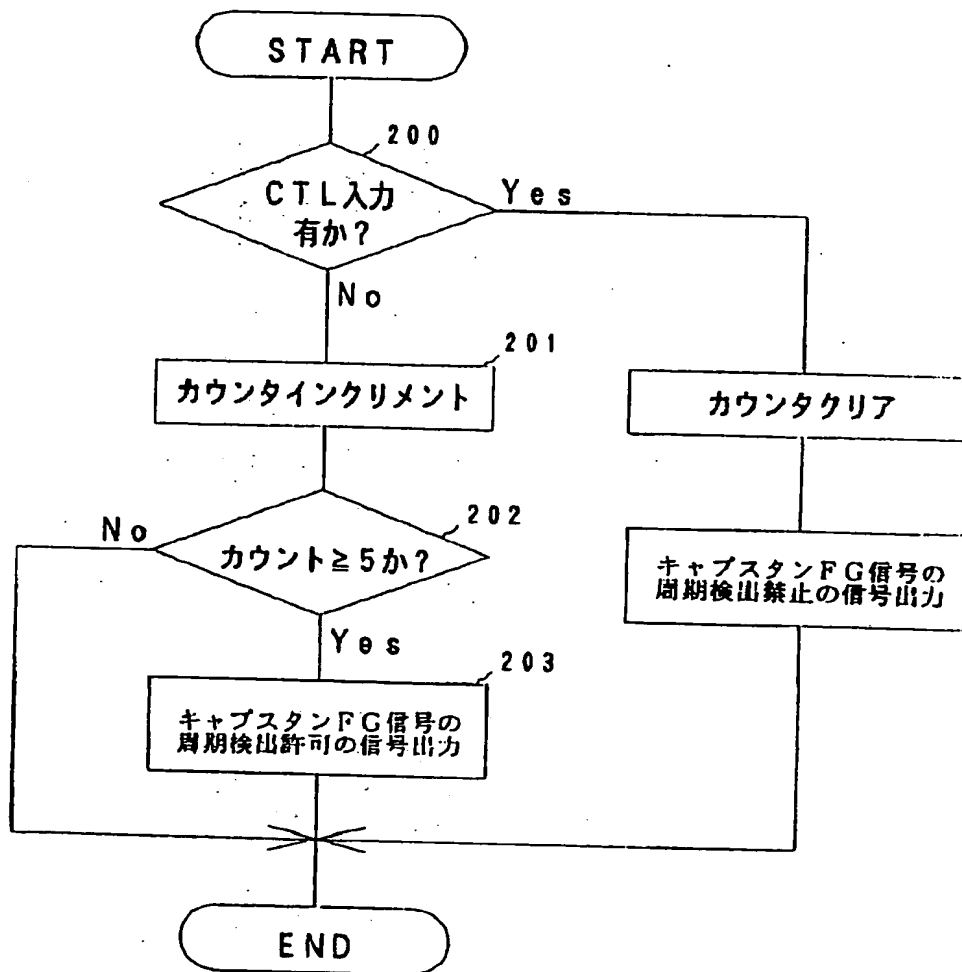 START
200
CTL入力
有か?
Yes
No
201
カウンタインクリメント
カウンタクリア
202
No
カウント≧5か?
キャプスタンFG信号の
周期検出禁止の信号出力
Yes
203
キャプスタンFG信号の
周期検出許可の信号出力
END